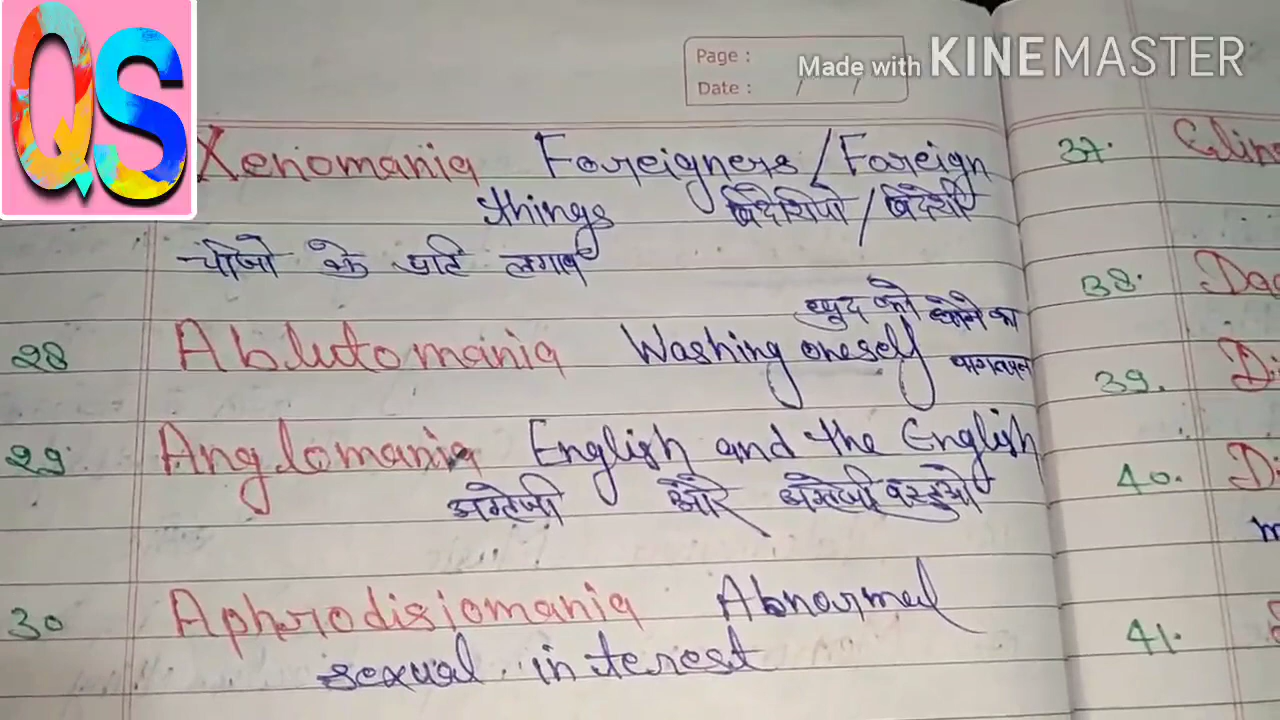 QS
Page :
Date : / /
Made with KINEMASTER
Xenomania Foreigners/Foreign
things विदेशियो/विदेशी
चीजो के प्रति लगाव
खुद को धोने का
28 Ablutomania Washing oneself पागलपन
29. Anglomania English and the English
अंग्रेजी और अंग्रेजी वस्तुओ
30 Aphrodisiomania Abnormal
sexual interest
37.
38.
39.
40.
41.